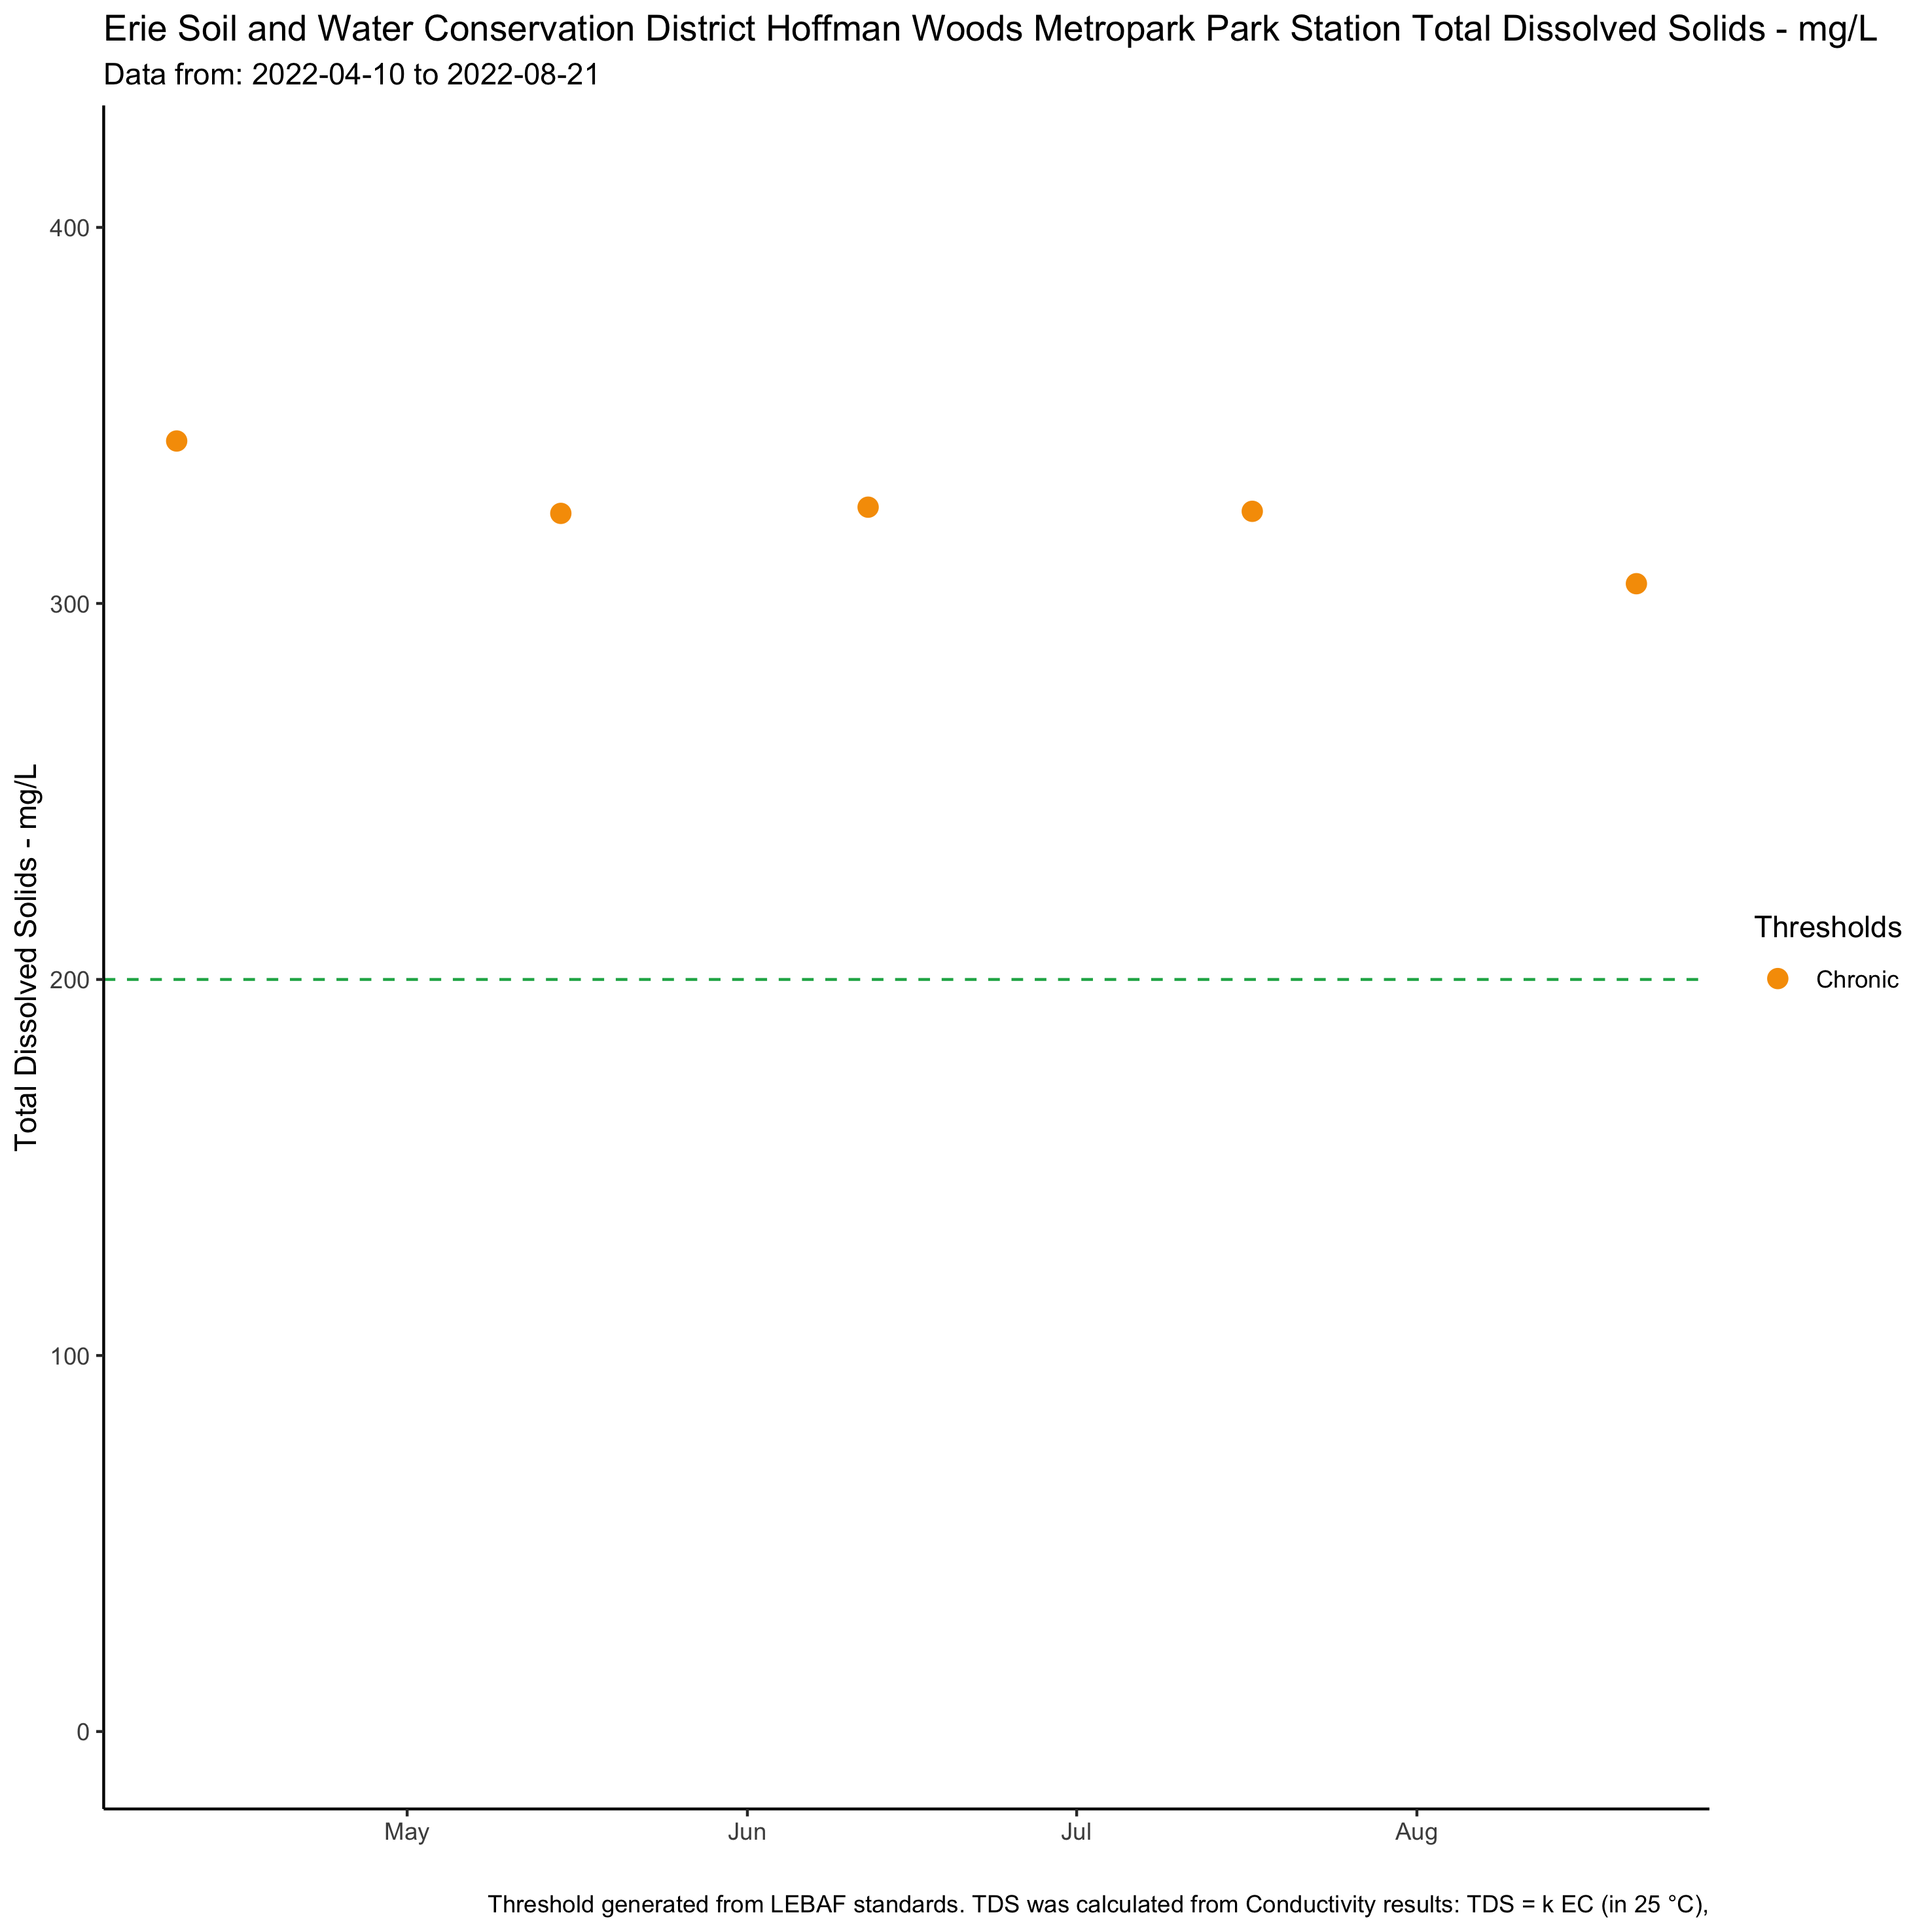 Erie Soil and Water Conservation District Hoffman Woods Metropark Park Station Total Dissolved Solids - mg/L
Data from: 2022-04-10 to 2022-08-21
Total Dissolved Solids - mg/L
400
300
200
100
0
May
Jun
Jul
Aug
Thresholds
Chronic
Threshold generated from LEBAF standards. TDS was calculated from Conductivity results: TDS = k EC (in 25 °C),